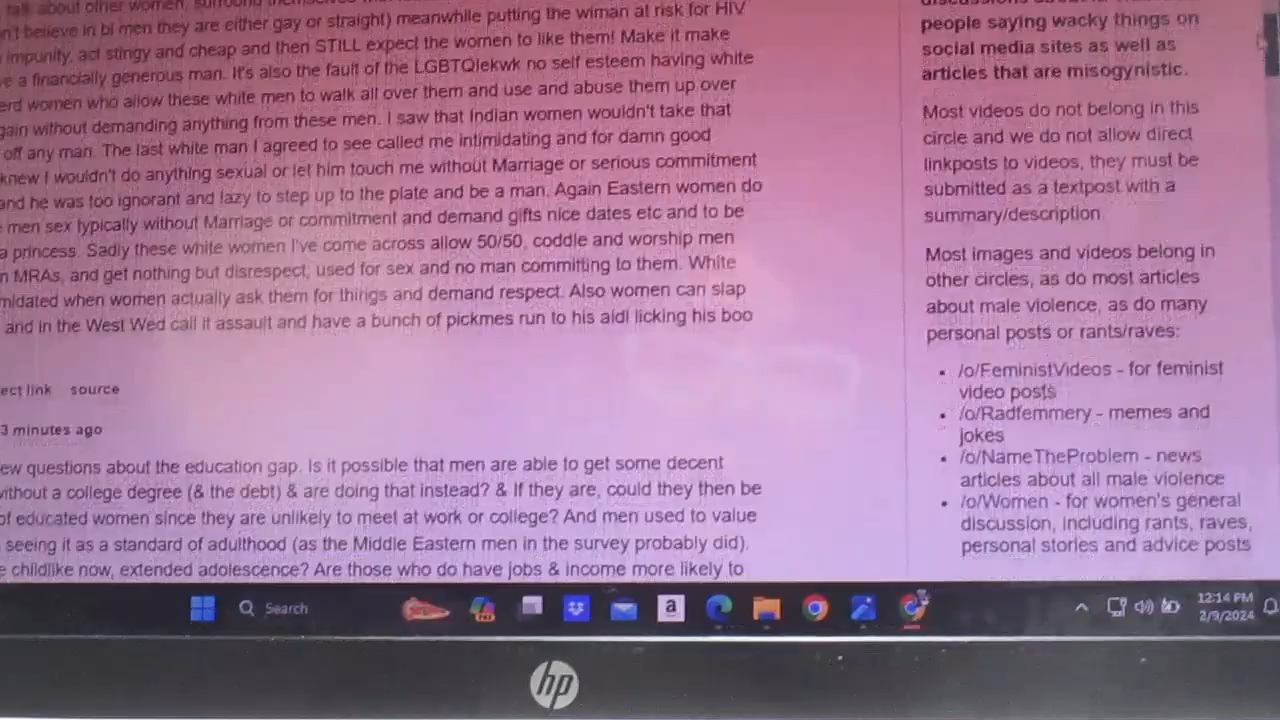 talk about other women, surround themselves
n't believe in bi men they are either gay or straight) meanwhile putting the wiman at risk for HIV
impunity, act stingy and cheap and then STILL expect the women to like them! Make it make
ve a financially generous man. It's also the fault of the LGBTQIekwk no self esteem having white
erd women who allow these white men to walk all over them and use and abuse them up over
gain without demanding anything from these men. I saw that Indian women wouldn't take that
off any man. The last white man I agreed to see called me intimidating and for damn good
knew I wouldn't do anything sexual or let him touch me without Marriage or serious commitment
and he was too ignorant and lazy to step up to the plate and be a man. Again Eastern women do
men sex typically without Marriage or commitment and demand gifts nice dates etc and to be
a princess. Sadly these white women I've come across allow 50/50, coddle and worship men
n MRAs, and get nothing but disrespect, used for sex and no man committing to them. White
midated when women actually ask them for things and demand respect. Also women can slap
and in the West Wed call it assault and have a bunch of pickmes run to his aidl licking his boo
ect link source
3 minutes ago
ew questions about the education gap. Is it possible that men are able to get some decent
without a college degree (& the debt) & are doing that instead? & If they are, could they then be
of educated women since they are unlikely to meet at work or college? And men used to value
seeing it as a standard of adulthood (as the Middle Eastern men in the survey probably did).
e childlike now, extended adolescence? Are those who do have jobs & income more likely to
people saying wacky things on
social media sites as well as
articles that are misogynistic.
Most videos do not belong in this
circle and we do not allow direct
linkposts to videos, they must be
submitted as a textpost with a
summary/description
Most images and videos belong in
other circles, as do most articles
about male violence, as do many
personal posts or rants/raves:
• /o/FeministVideos - for feminist
video posts
• /o/Radfemmery - memes and
jokes
• /o/NameTheProblem - news
articles about all male violence
• /o/Women - for women's general
discussion, including rants, raves,
personal stories and advice posts
Search
a
12:14 PM
2/9/2024
hp